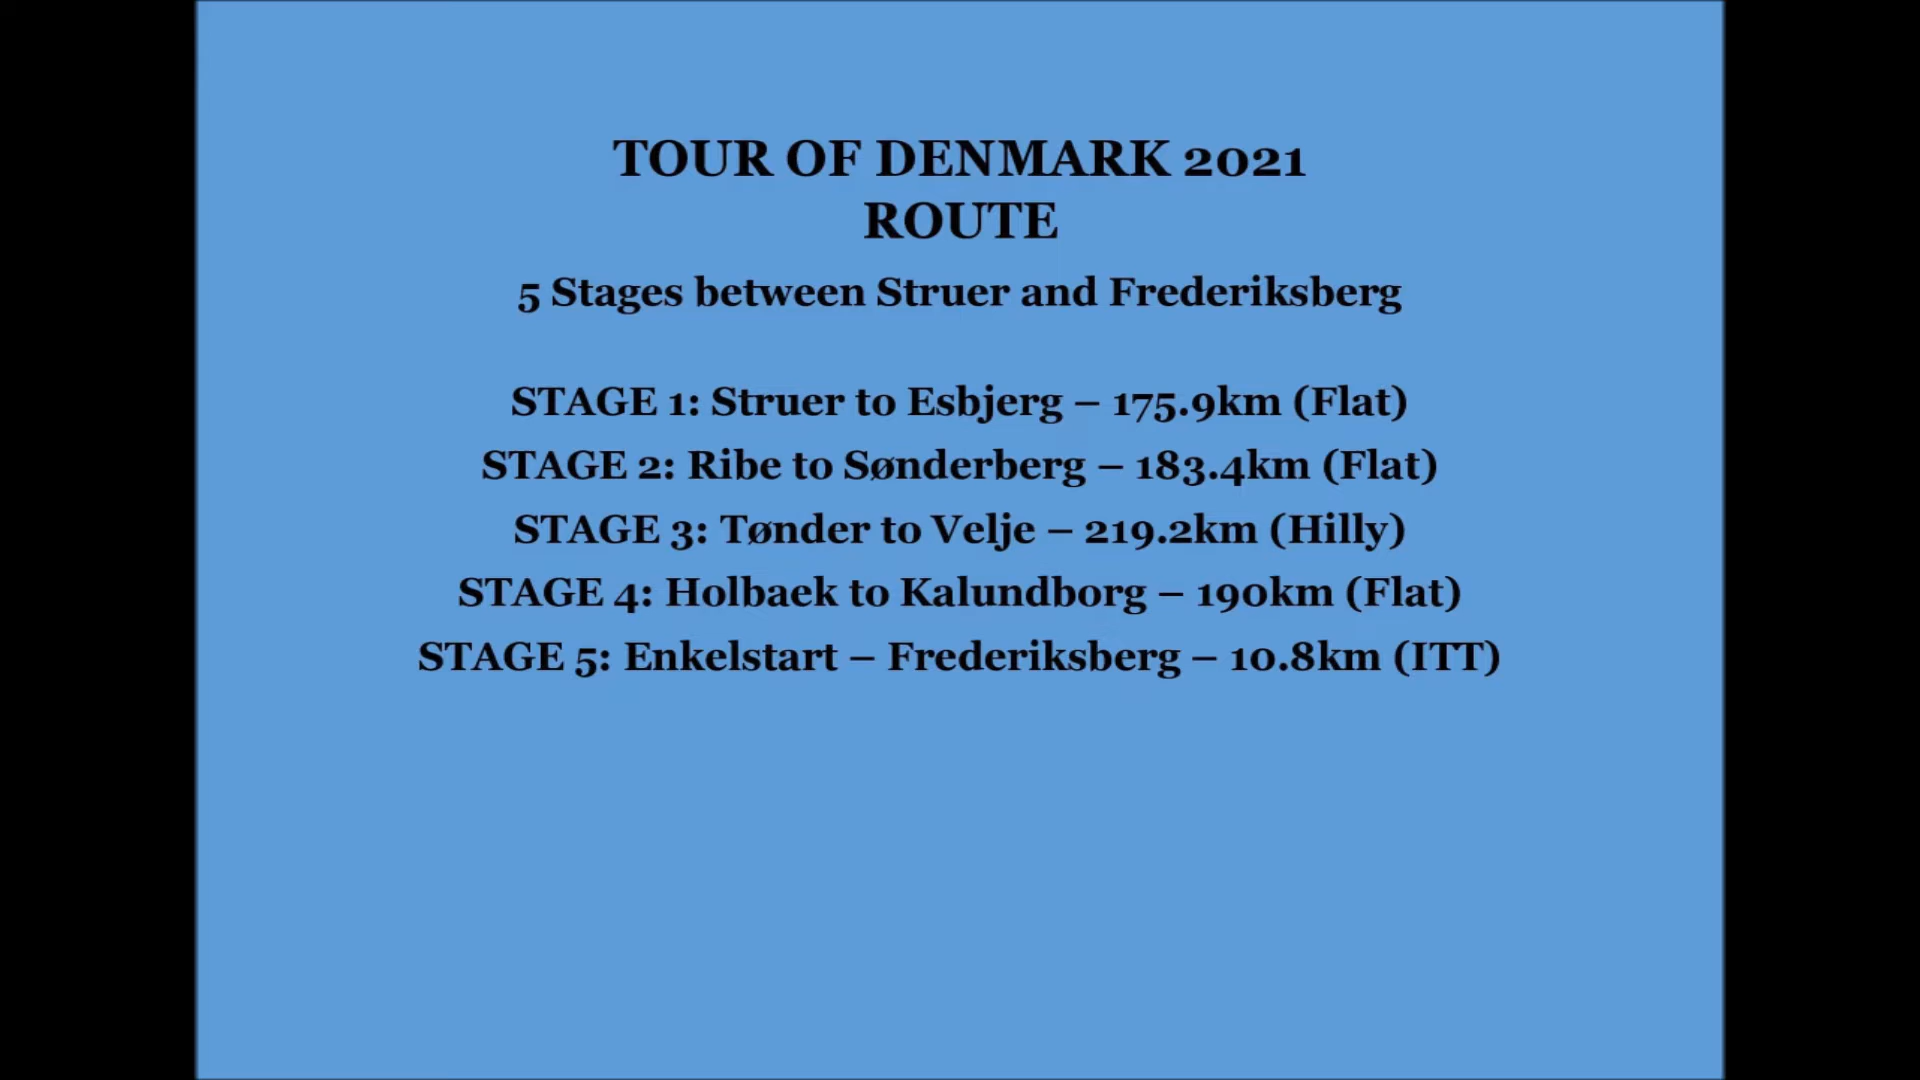 TOUR OF DENMARK 2021
ROUTE
5 Stages between Struer and Frederiksberg
STAGE 1: Struer to Esbjerg – 175.9km (Flat)
STAGE 2: Ribe to Sønderberg – 183.4km (Flat)
STAGE 3: Tønder to Velje – 219.2km (Hilly)
STAGE 4: Holbaek to Kalundborg – 190km (Flat)
STAGE 5: Enkelstart – Frederiksberg – 10.8km (ITT)